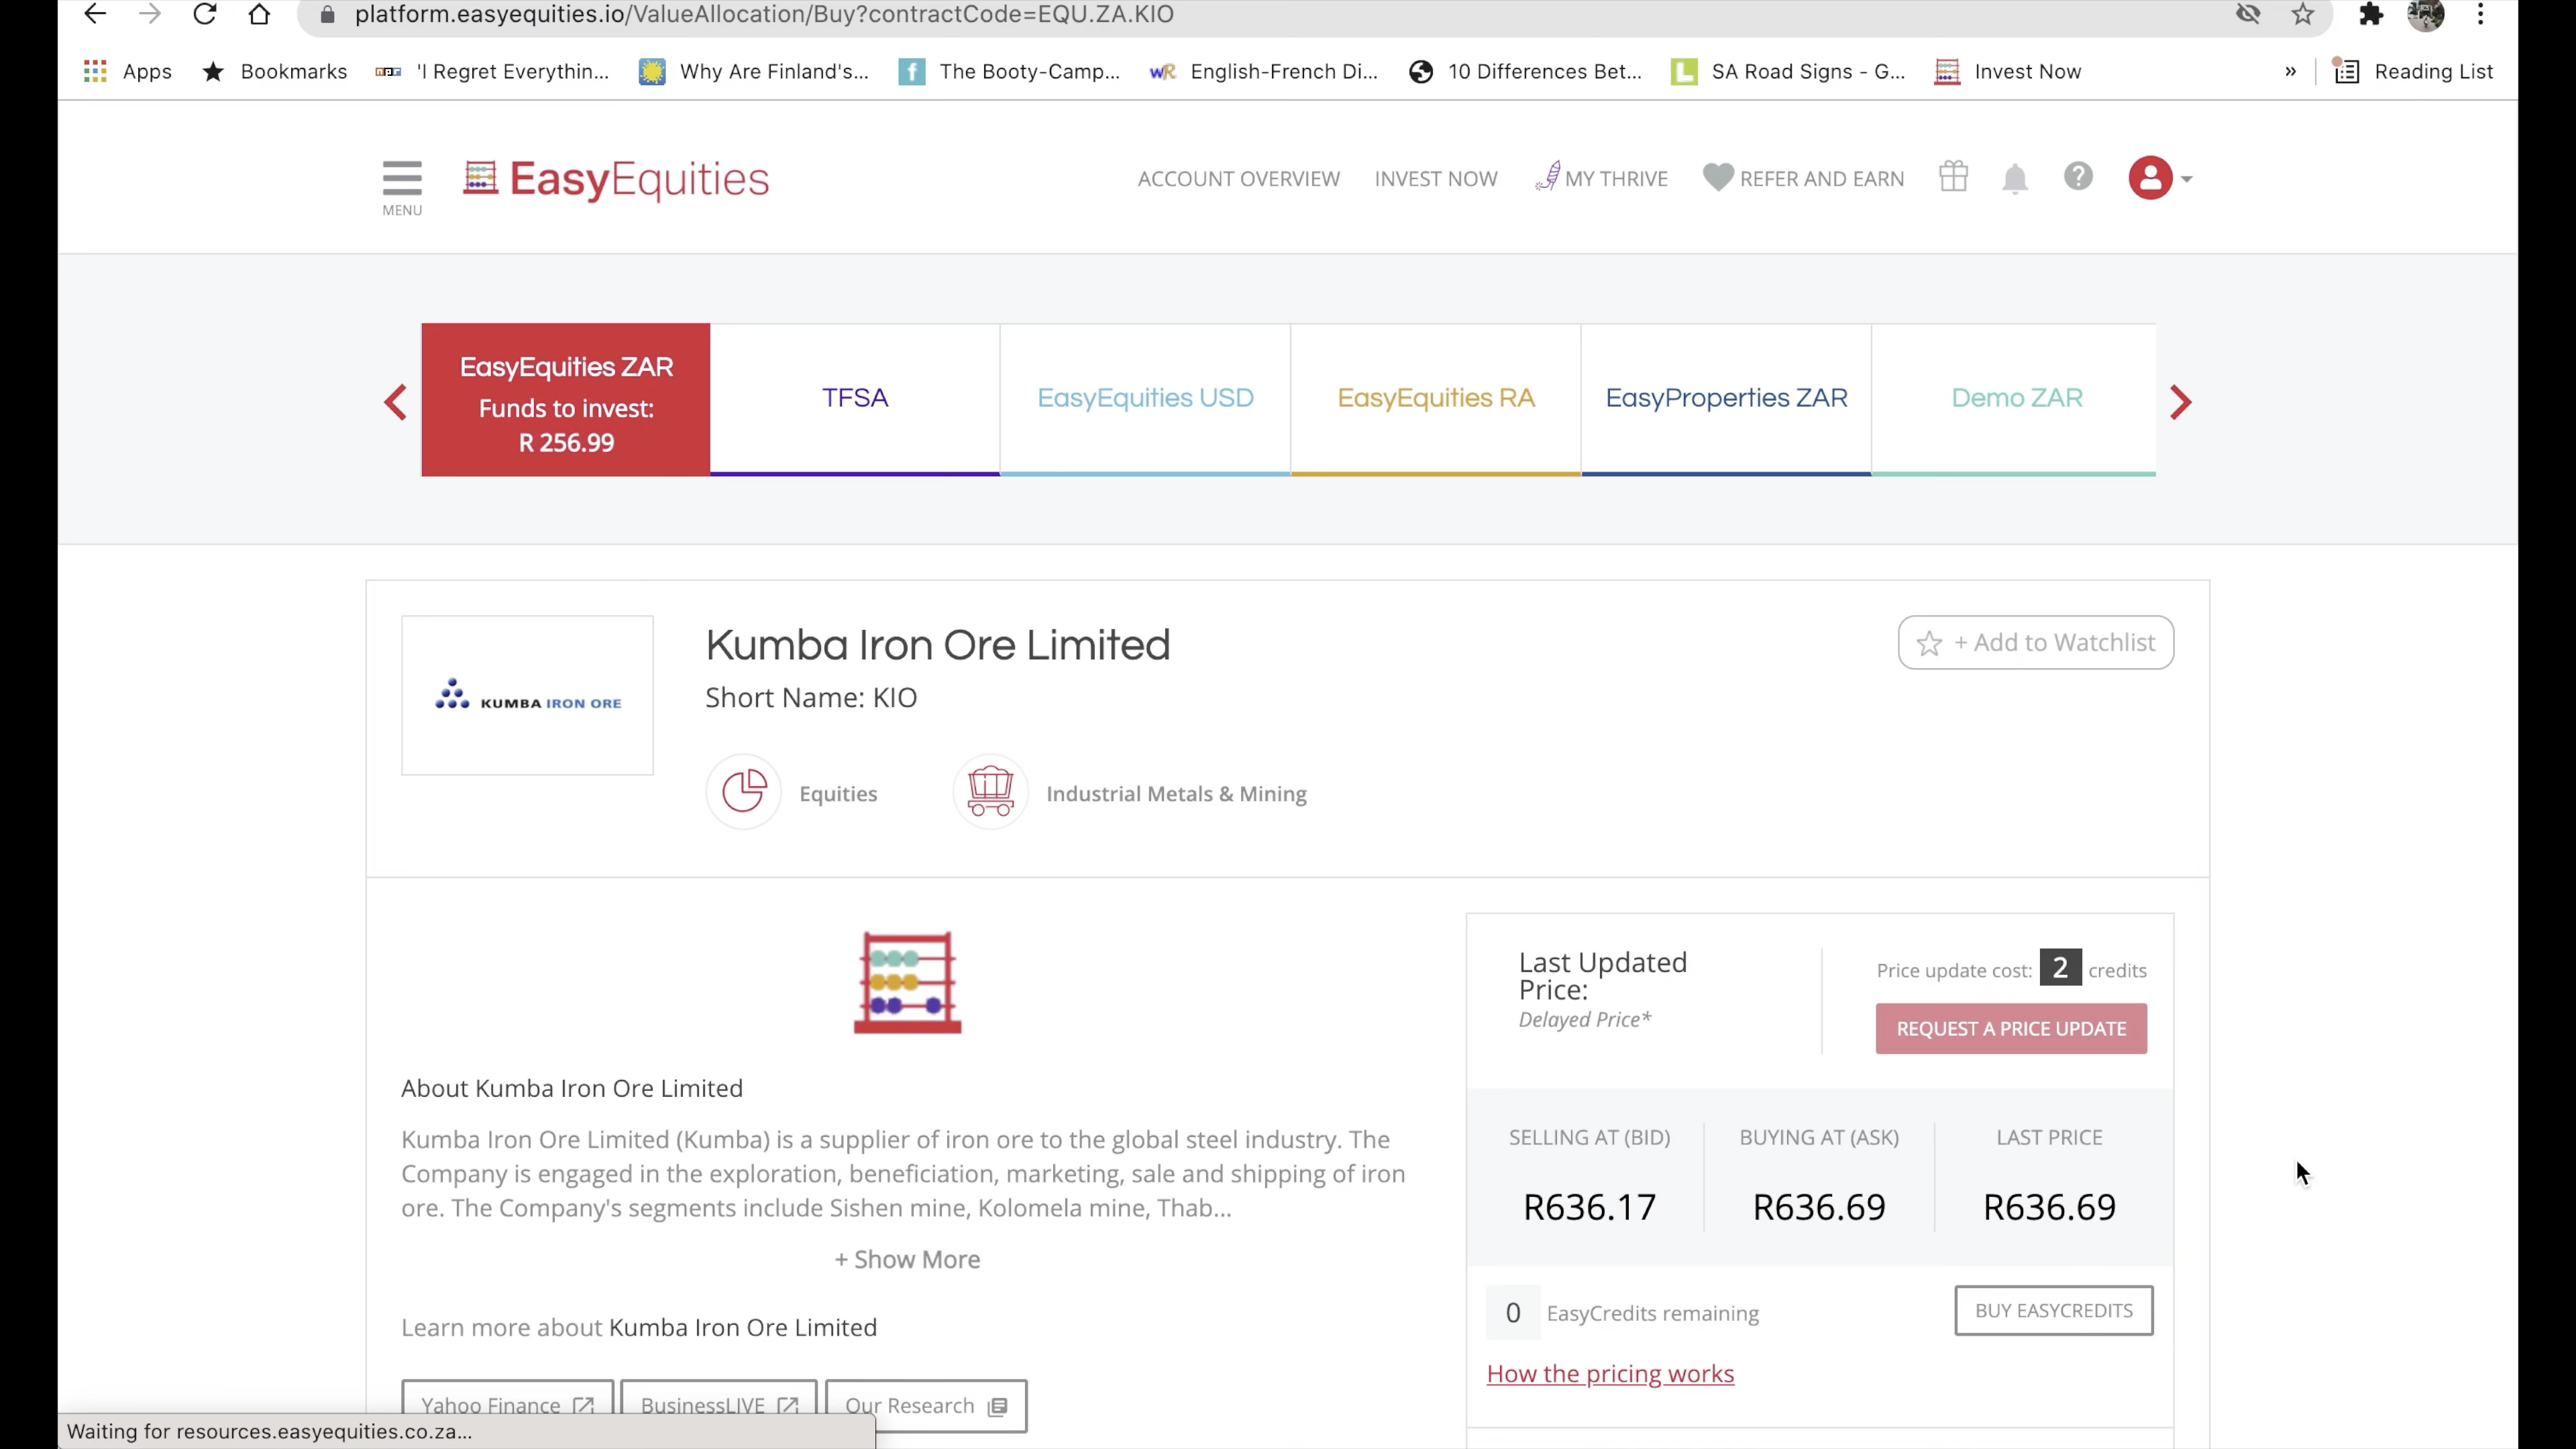 platform.easyequities.io/ValueAllocation/Buy?contractCode=EQU.ZA.KIO
Apps
Bookmarks
'I Regret Everythin...
Why Are Finland's...
The Booty-Camp...
English-French Di...
10 Differences Bet...
SA Road Signs - G...
Invest Now
»
Reading List
MENU
EasyEquities
ACCOUNT OVERVIEW
INVEST NOW
MY THRIVE
REFER AND EARN
EasyEquities ZAR
Funds to invest:
R 256.99
TFSA
EasyEquities USD
EasyEquities RA
EasyProperties ZAR
Demo ZAR
KUMBA IRON ORE
Kumba Iron Ore Limited
Short Name: KIO
+ Add to Watchlist
Equities
Industrial Metals & Mining
About Kumba Iron Ore Limited
Kumba Iron Ore Limited (Kumba) is a supplier of iron ore to the global steel industry. The
Company is engaged in the exploration, beneficiation, marketing, sale and shipping of iron
ore. The Company's segments include Sishen mine, Kolomela mine, Thab...
+ Show More
Learn more about Kumba Iron Ore Limited
Yahoo Finance
BusinessLIVE
Our Research
Last Updated
Price:
Delayed Price*
Price update cost: 2 credits
REQUEST A PRICE UPDATE
SELLING AT (BID)
BUYING AT (ASK)
LAST PRICE
R636.17
R636.69
R636.69
0 EasyCredits remaining
BUY EASYCREDITS
How the pricing works
Waiting for resources.easyequities.co.za...